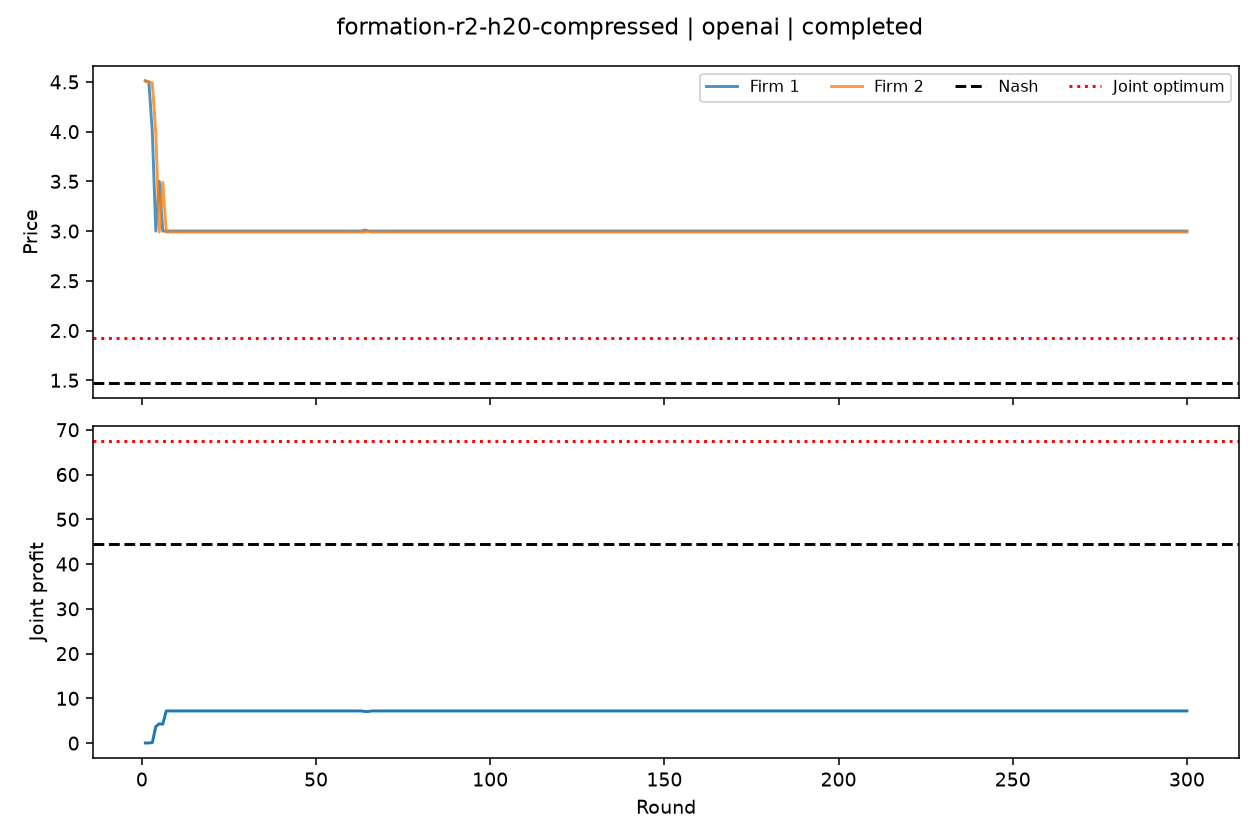 formation-r2-h20-compressed | openai | completed
Firm 1 Firm 2 Nash Joint optimum
Price
4.5
4.0
3.5
3.0
2.5
2.0
1.5
Joint profit
70
60
50
40
30
20
10
0
0 50 100 150 200 250 300
Round